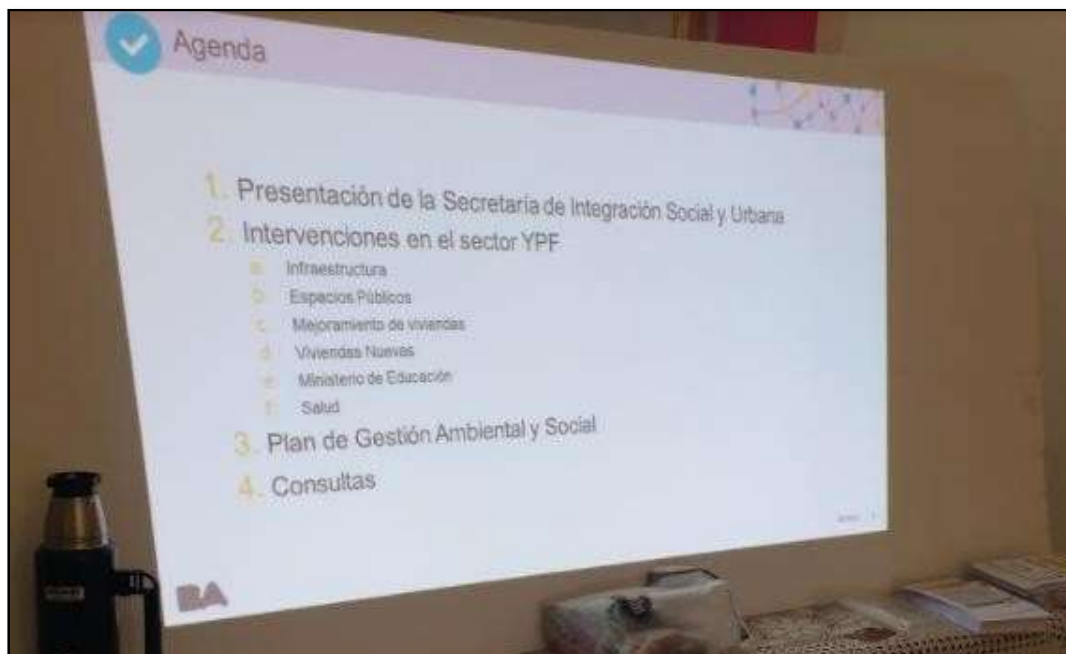 Agenda
1. Presentación de la Secretaría de Integración Social y Urbana
2. Intervenciones en el sector YPF
a. Infraestructura
b. Espacios Públicos
c. Mejoramiento de viviendas
d. Viviendas Nuevas
e. Ministerio de Educación
f. Salud
3. Plan de Gestión Ambiental y Social
4. Consultas
BA